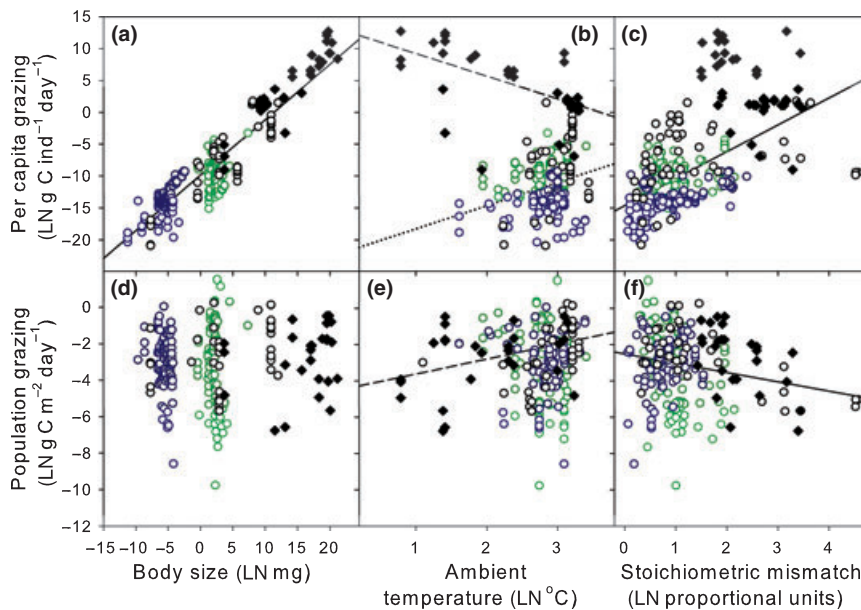 (a)
(b)
(c)
Per capita grazing
(LN g C ind⁻¹ day⁻¹)
15
10
5
0
−5
−10
−15
−20
(d)
(e)
(f)
Population grazing
(LN g C m⁻² day⁻¹)
0
−2
−4
−6
−8
−10
−12
−15 −10 −5 0 5 10 15 20
1 2 3
0 1 2 3 4
Body size (LN mg)
Ambient
temperature (LN °C)
Stoichiometric mismatch
(LN proportional units)